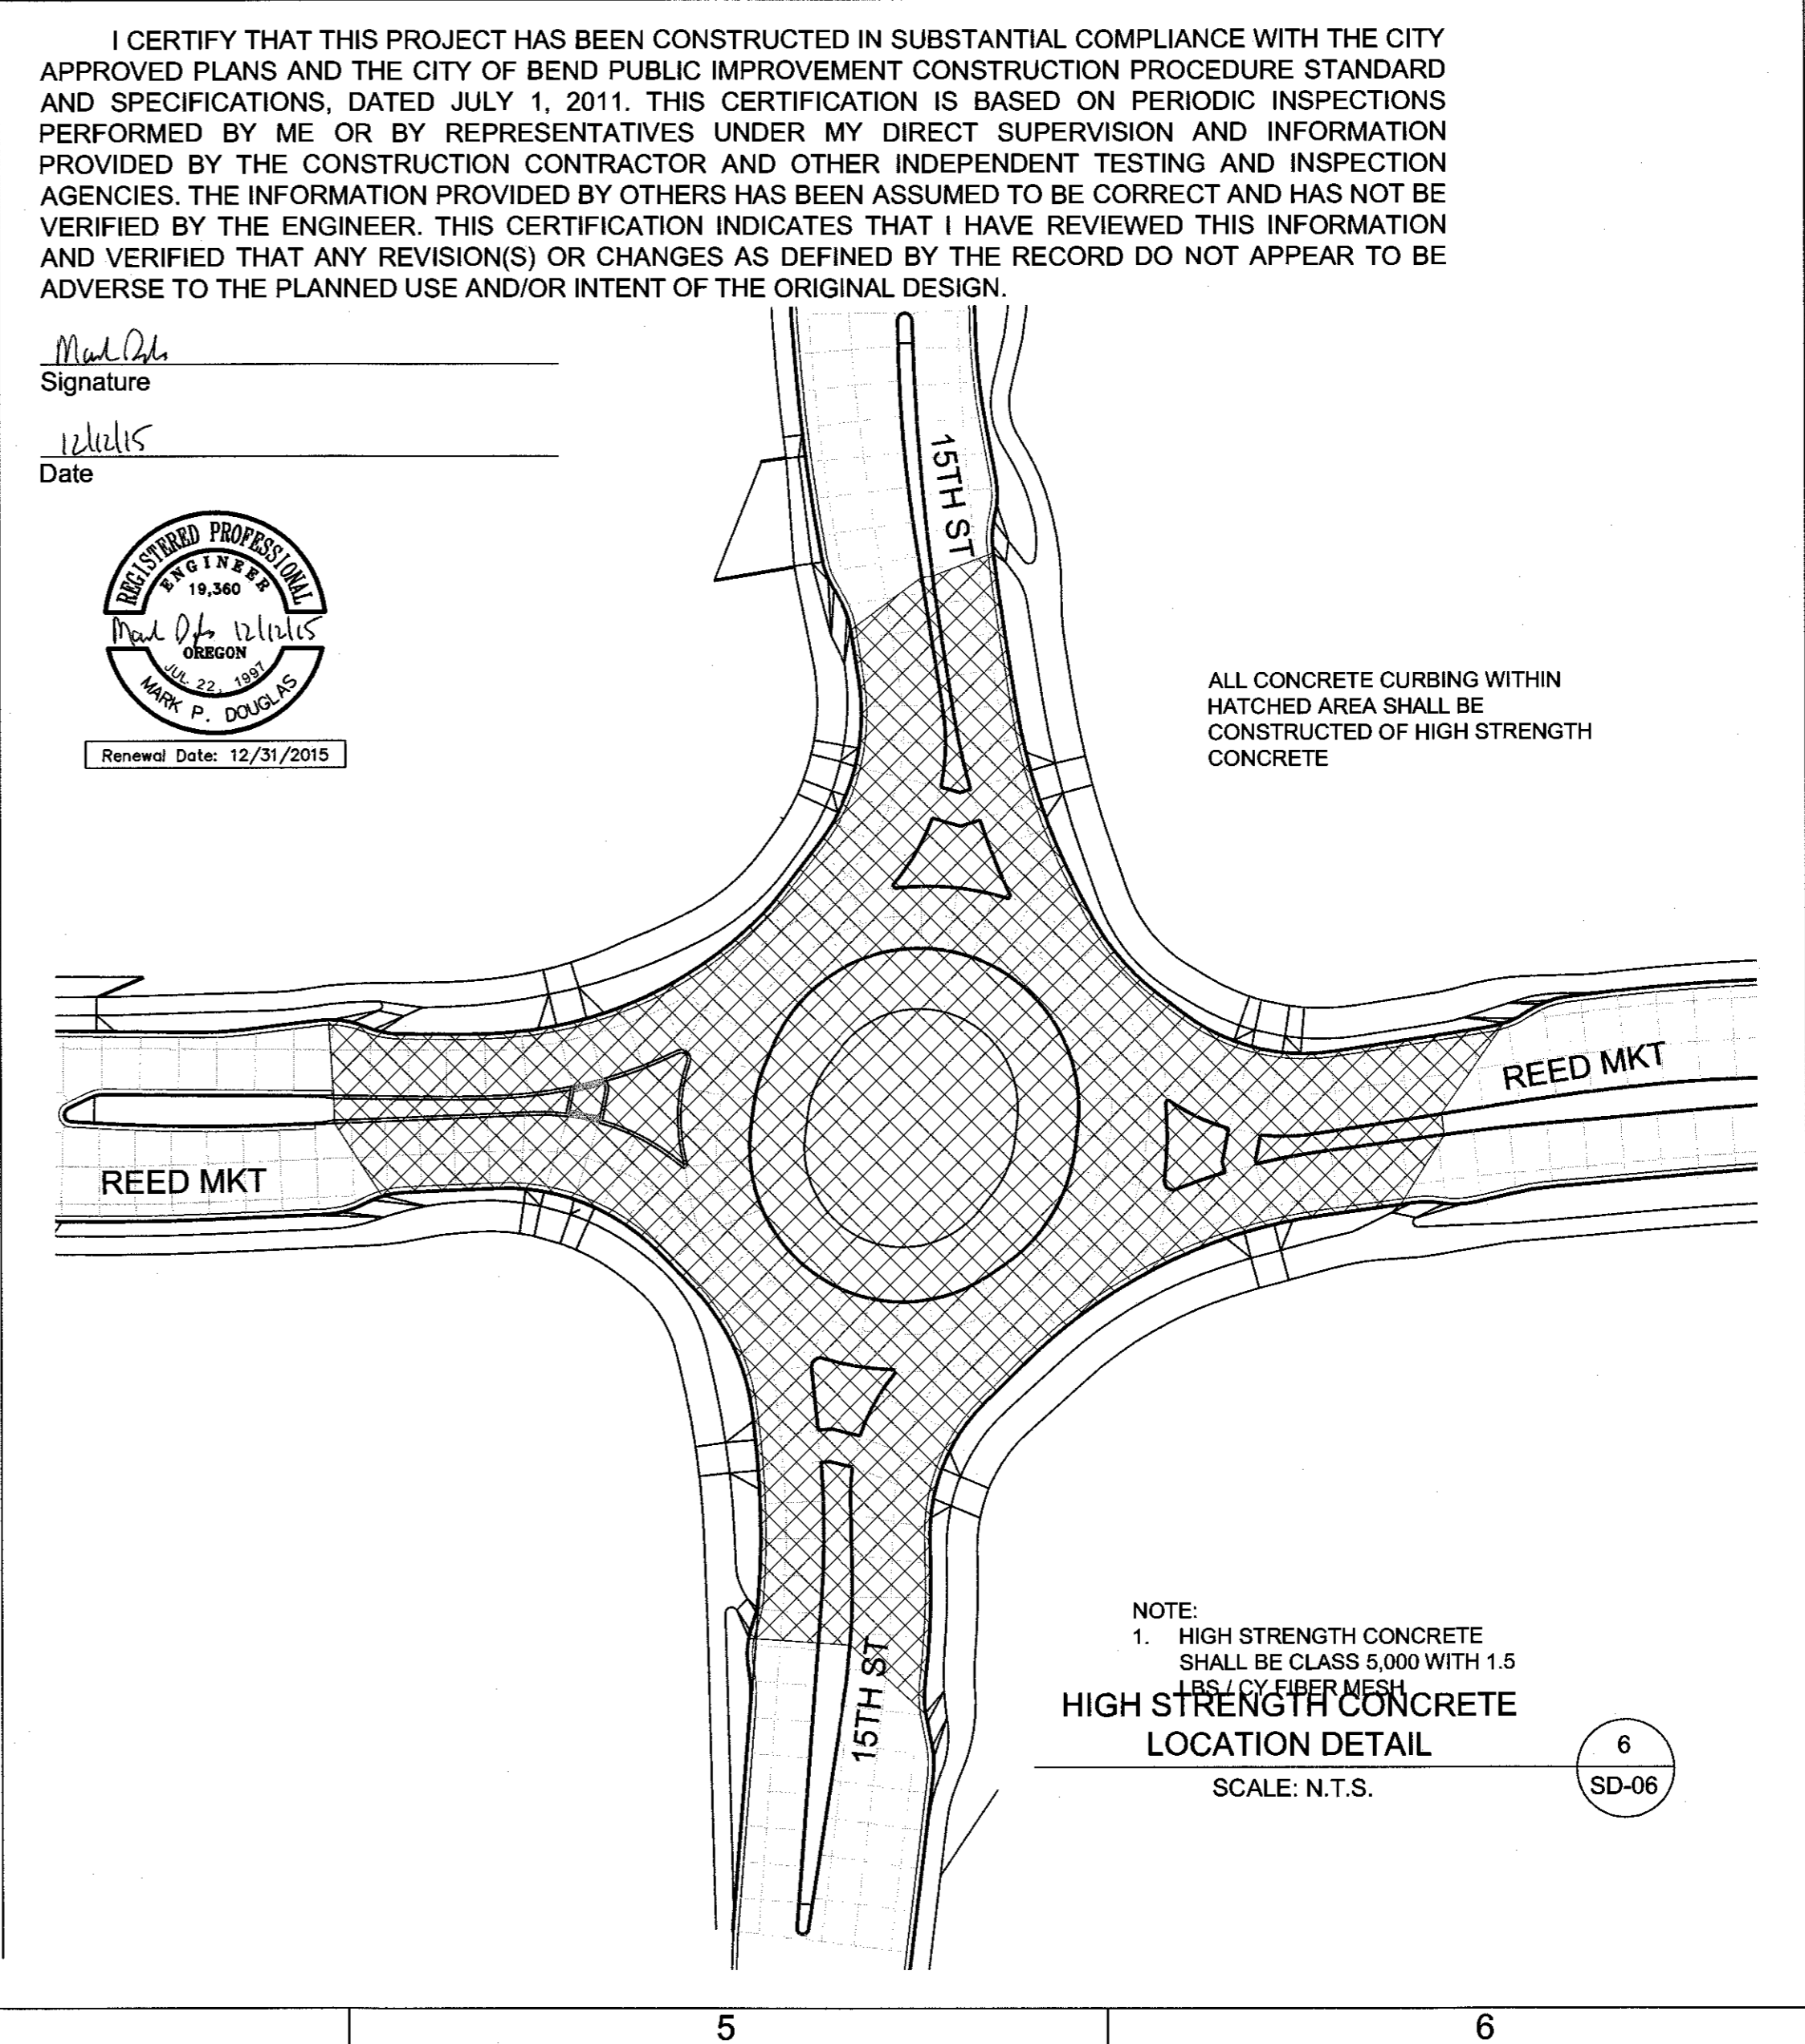 I CERTIFY THAT THIS PROJECT HAS BEEN CONSTRUCTED IN SUBSTANTIAL COMPLIANCE WITH THE CITY
APPROVED PLANS AND THE CITY OF BEND PUBLIC IMPROVEMENT CONSTRUCTION PROCEDURE STANDARD
AND SPECIFICATIONS, DATED JULY 1, 2011. THIS CERTIFICATION IS BASED ON PERIODIC INSPECTIONS
PERFORMED BY ME OR BY REPRESENTATIVES UNDER MY DIRECT SUPERVISION AND INFORMATION
PROVIDED BY THE CONSTRUCTION CONTRACTOR AND OTHER INDEPENDENT TESTING AND INSPECTION
AGENCIES. THE INFORMATION PROVIDED BY OTHERS HAS BEEN ASSUMED TO BE CORRECT AND HAS NOT BE
VERIFIED BY THE ENGINEER. THIS CERTIFICATION INDICATES THAT I HAVE REVIEWED THIS INFORMATION
AND VERIFIED THAT ANY REVISION(S) OR CHANGES AS DEFINED BY THE RECORD DO NOT APPEAR TO BE
ADVERSE TO THE PLANNED USE AND/OR INTENT OF THE ORIGINAL DESIGN.
Signature
12/12/15
Date
REGISTERED PROFESSIONAL
ENGINEER
19,360
12/12/15
OREGON
JUL. 22, 1997
MARK P. DOUGLAS
Renewal Date: 12/31/2015
15TH ST
ALL CONCRETE CURBING WITHIN
HATCHED AREA SHALL BE
CONSTRUCTED OF HIGH STRENGTH
CONCRETE
REED MKT
REED MKT
15TH ST
NOTE:
1. HIGH STRENGTH CONCRETE
SHALL BE CLASS 5,000 WITH 1.5
LBS / CY FIBER MESH
HIGH STRENGTH CONCRETE
LOCATION DETAIL
SCALE: N.T.S.
6
SD-06
5
6